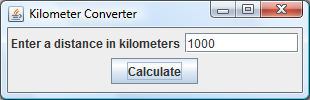 Kilometer Converter
Enter a distance in kilometers 1000
Calculate